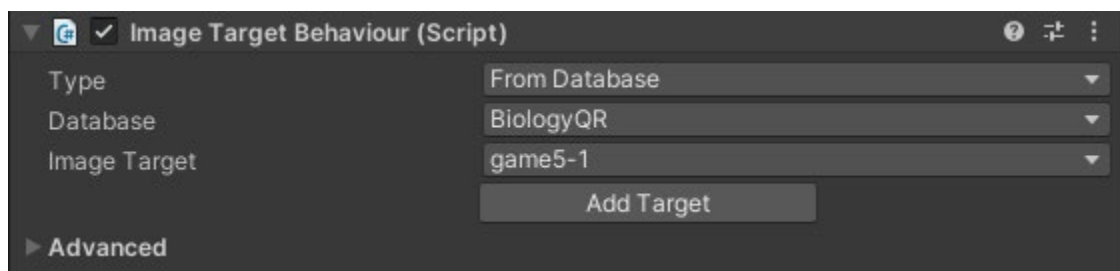 Image Target Behaviour (Script)
Type From Database
Database BiologyQR
Image Target game5-1
Add Target
Advanced